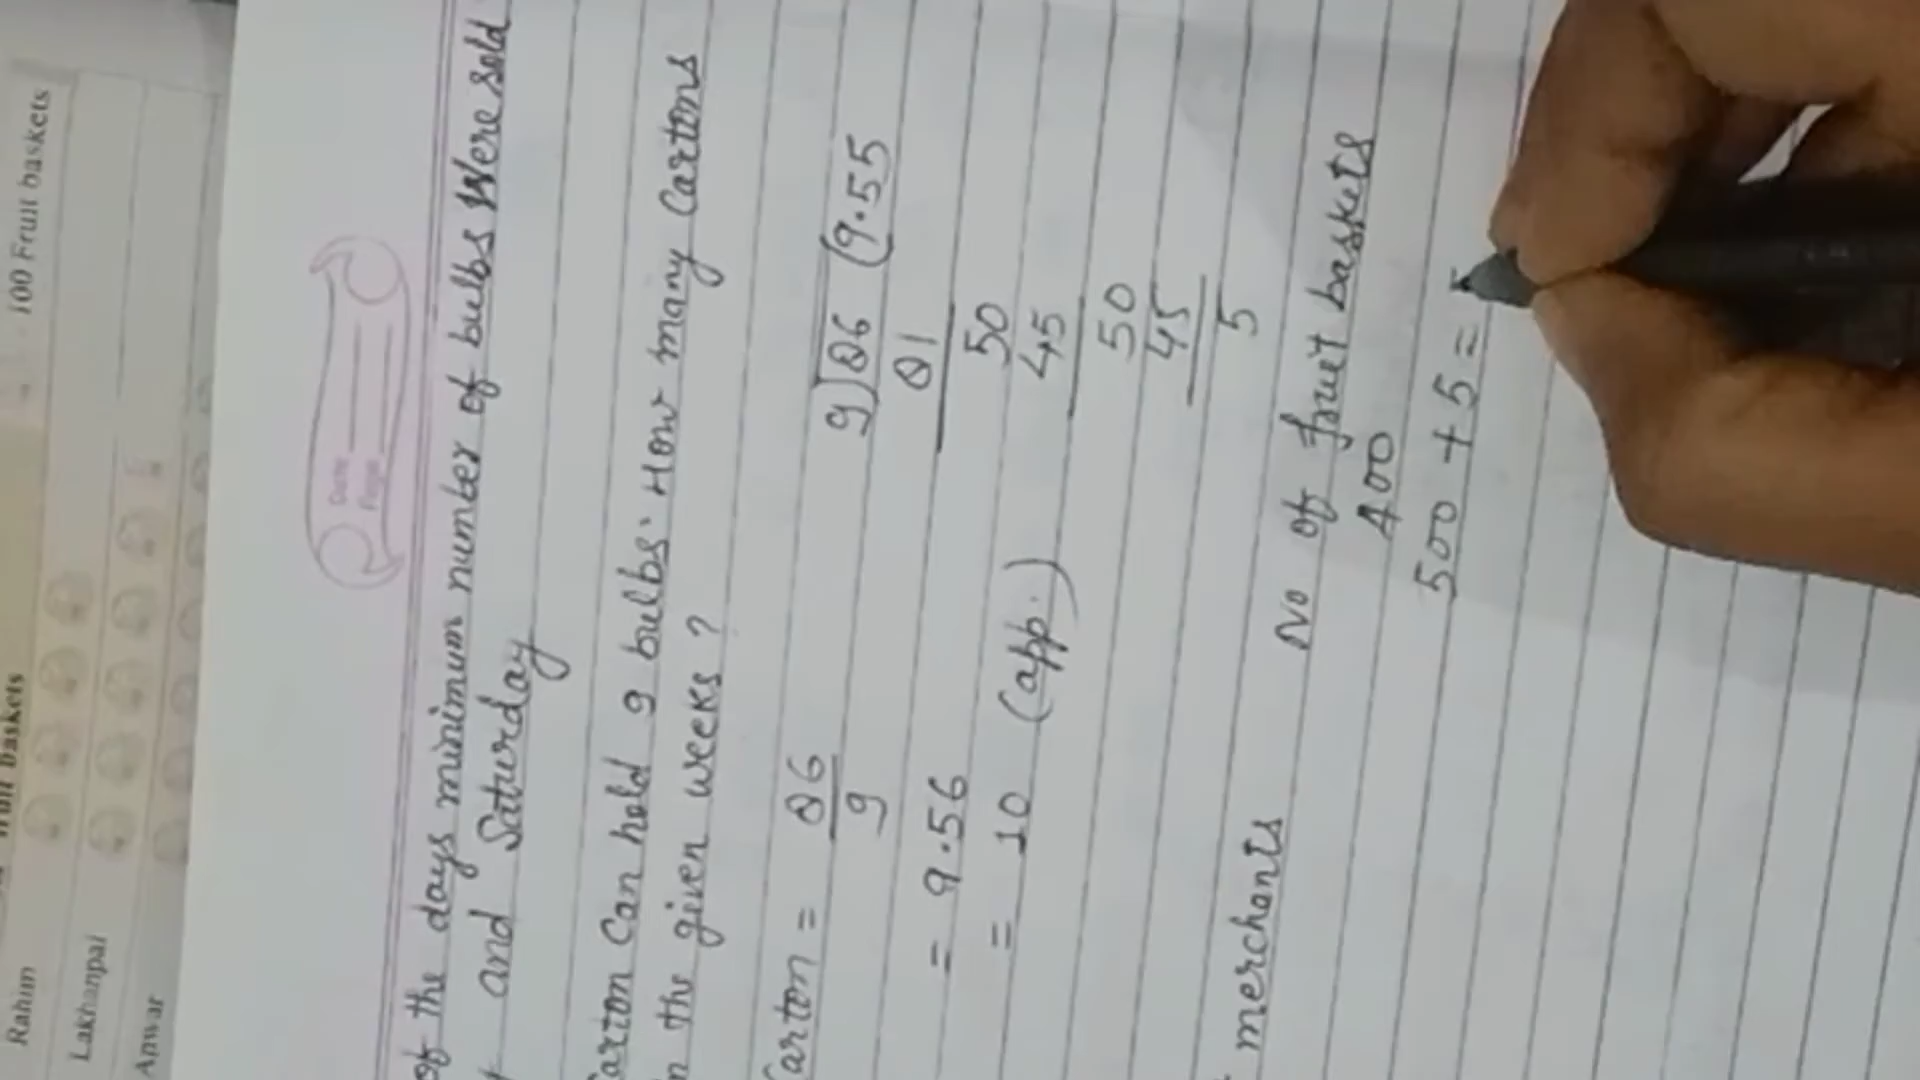 100 Fruit baskets
Rahim
Lakhanpal
Anwar
Date
Page
of the days minimum number of bulbs were sold
and Saturday
Carton Can hold 9 bulbs. How many Cartons
the given weeks ?
Carton = 86/9
9)86(9.55
81
= 9.56
50
45
= 10 (app.)
50
45
5
merchants No of fruit baskets
400
500 + 5 =